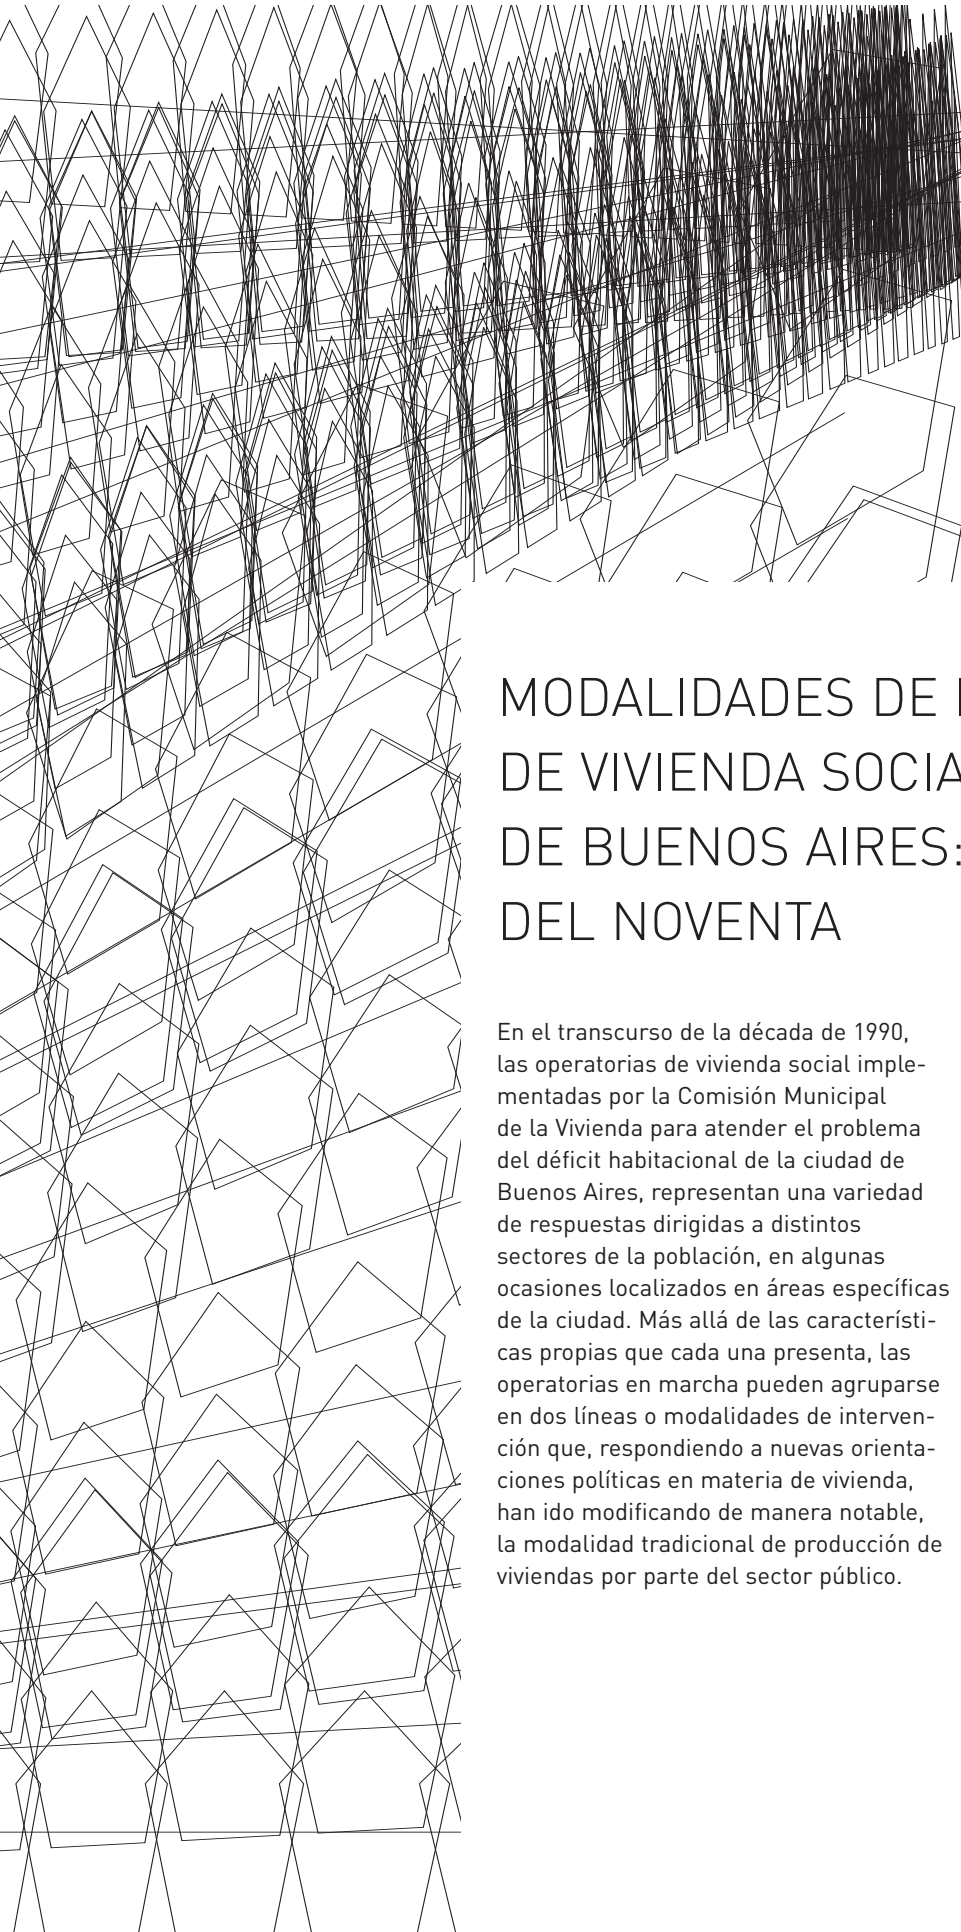 MODALIDADES DE
DE VIVIENDA SOCIA
DE BUENOS AIRES:
DEL NOVENTA
En el transcurso de la década de 1990,
las operatorias de vivienda social imple-
mentadas por la Comisión Municipal
de la Vivienda para atender el problema
del déficit habitacional de la ciudad de
Buenos Aires, representan una variedad
de respuestas dirigidas a distintos
sectores de la población, en algunas
ocasiones localizados en áreas específicas
de la ciudad. Más allá de las característi-
cas propias que cada una presenta, las
operatorias en marcha pueden agruparse
en dos líneas o modalidades de interven-
ción que, respondiendo a nuevas orienta-
ciones políticas en materia de vivienda,
han ido modificando de manera notable,
la modalidad tradicional de producción de
viviendas por parte del sector público.